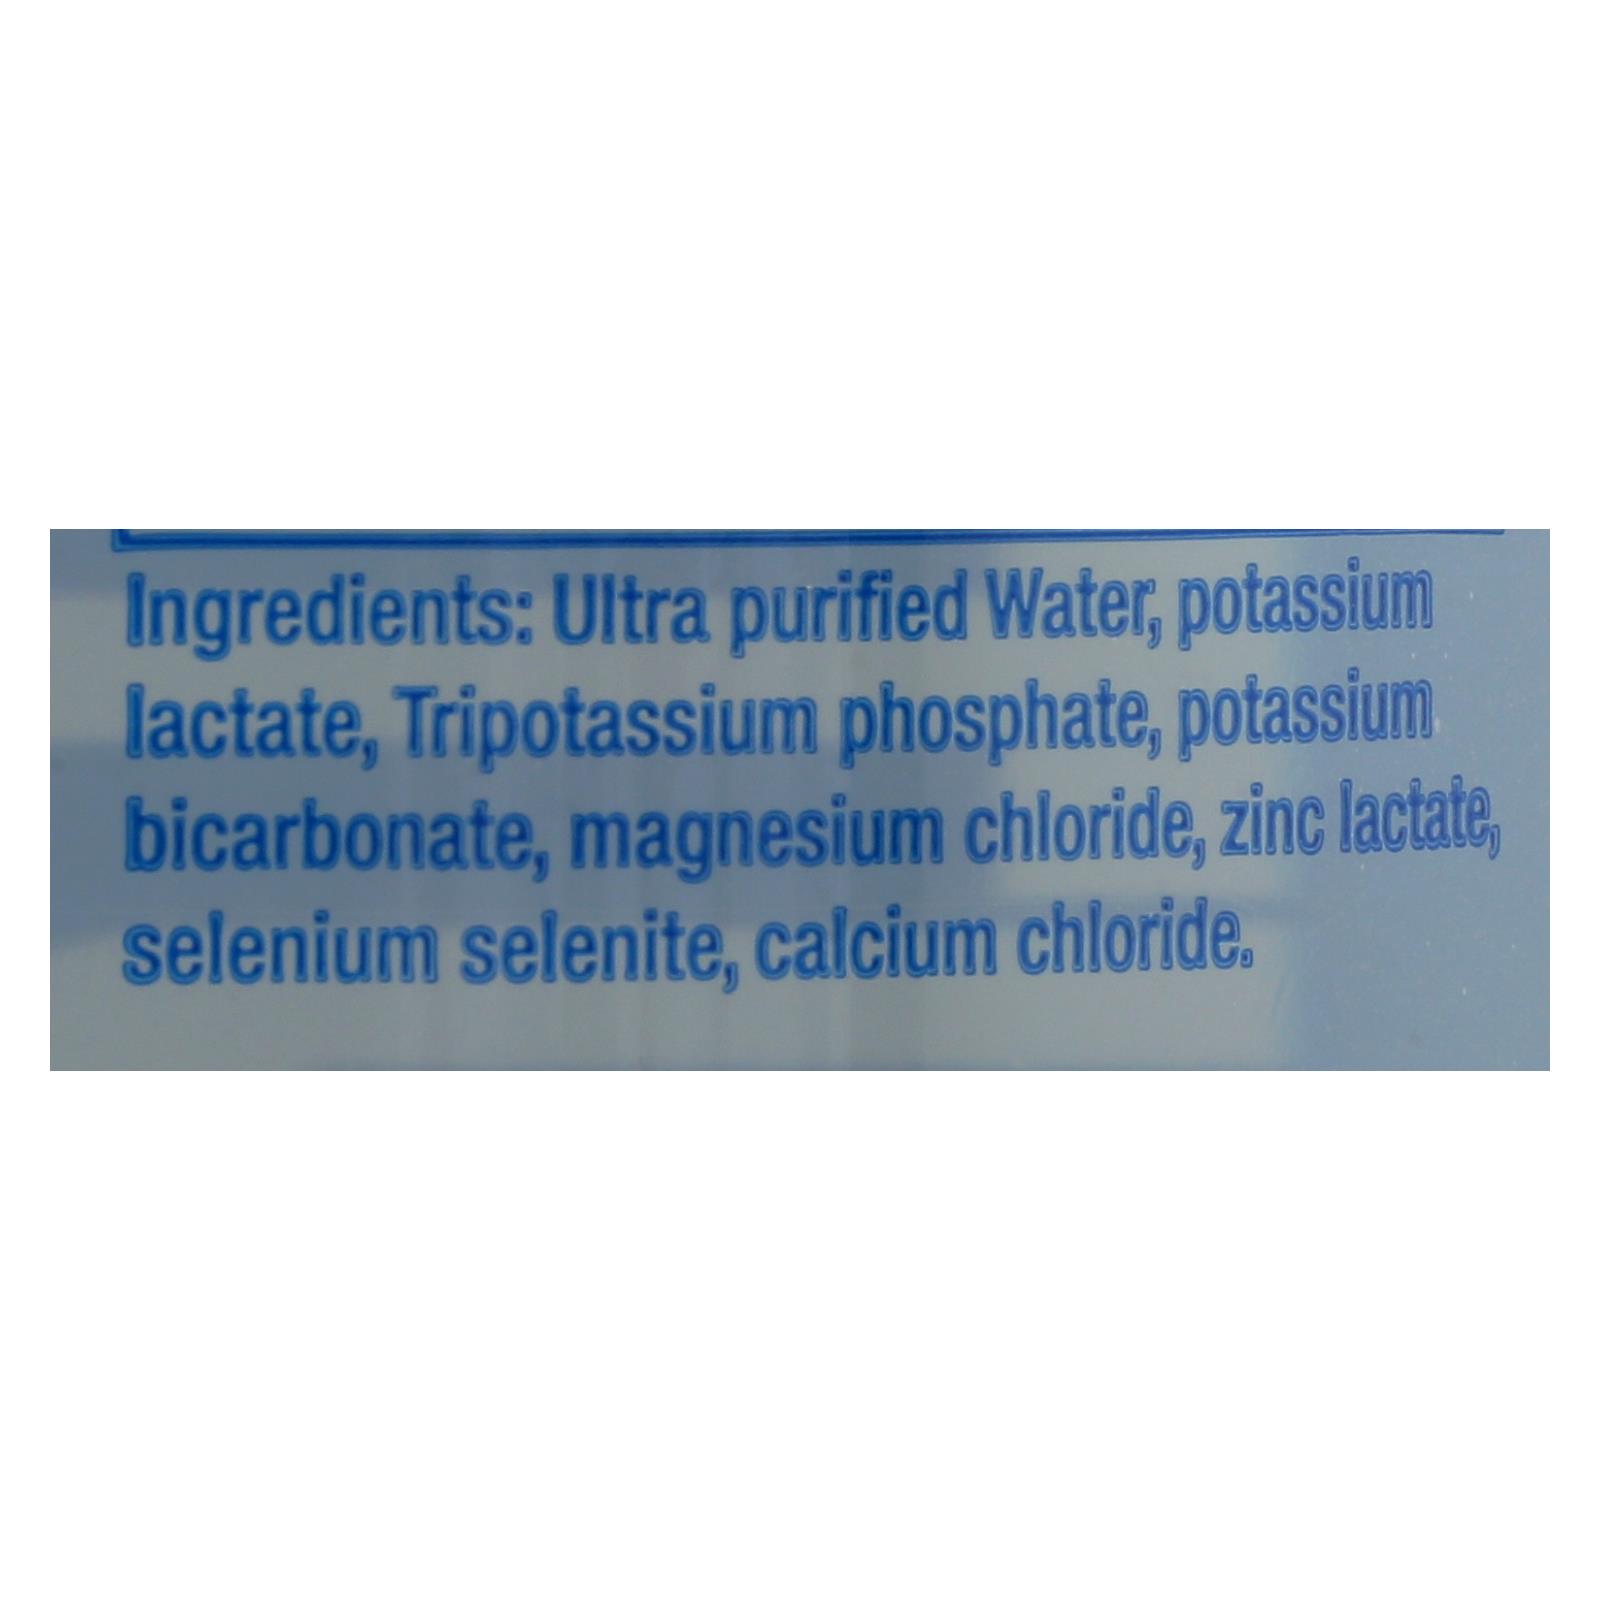 Ingredients: Ultra purified Water, potassium
lactate, Tripotassium phosphate, potassium
bicarbonate, magnesium chloride, zinc lactate,
selenium selenite, calcium chloride.